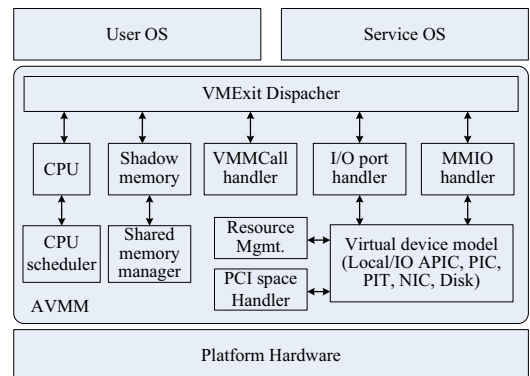 User OS
Service OS
VMExit Dispacher
CPU
Shadow
memory
VMMCall
handler
I/O port
handler
MMIO
handler
CPU
scheduler
Shared
memory
manager
Resource
Mgmt.
PCI space
Handler
Virtual device model
(Local/IO APIC, PIC,
PIT, NIC, Disk)
AVMM
Platform Hardware